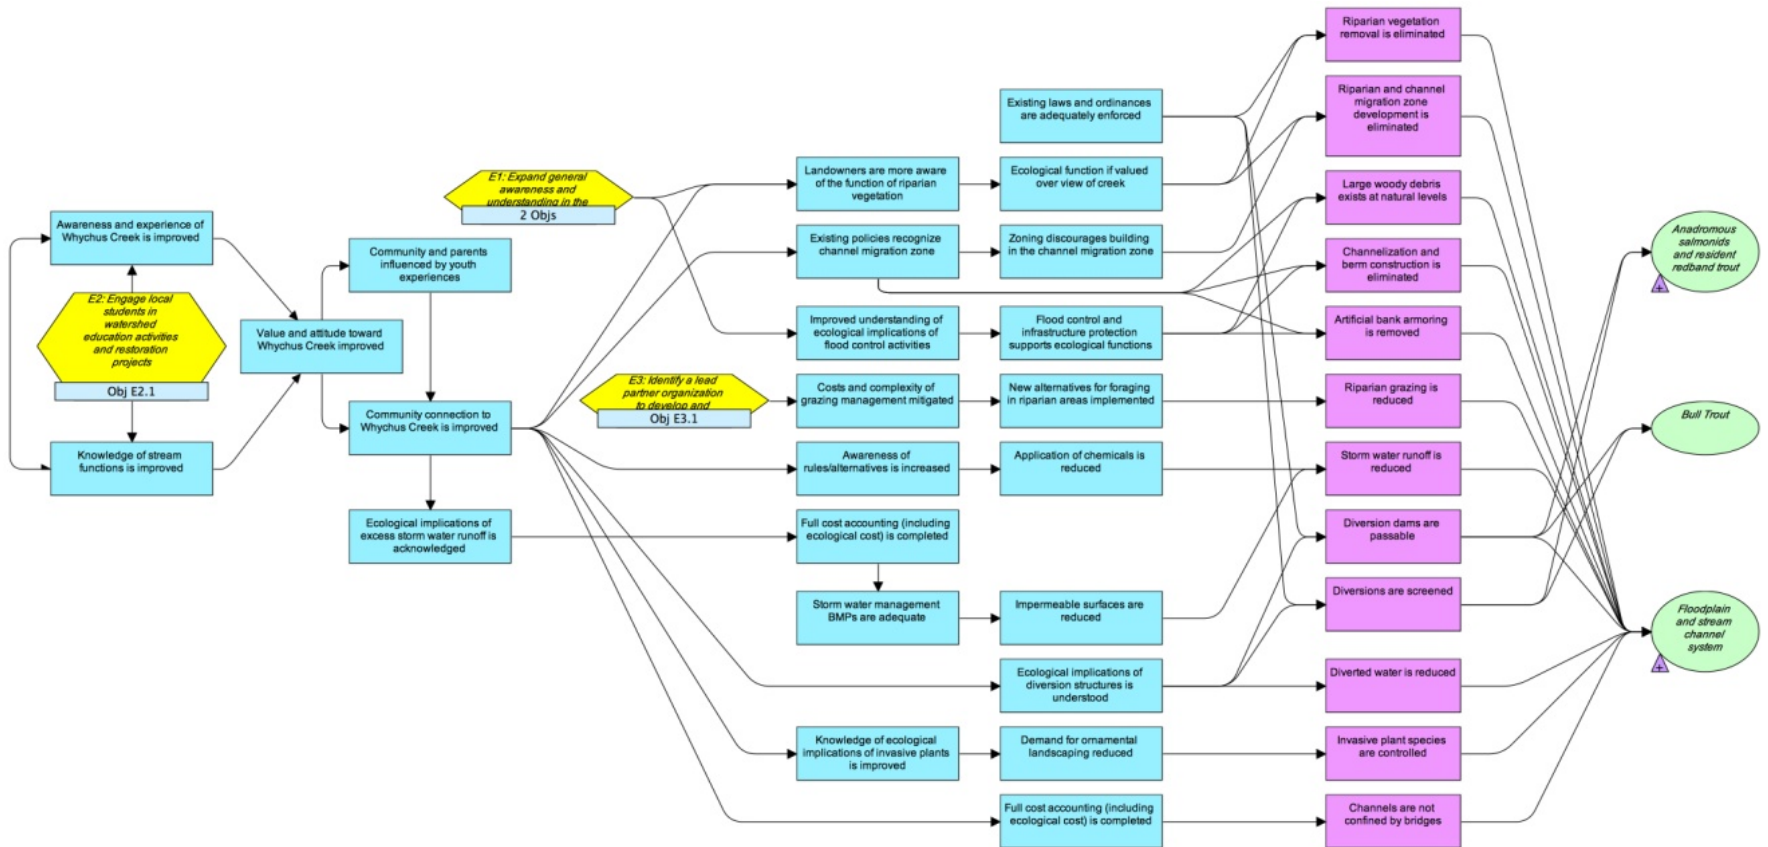 Awareness and experience of
Whychus Creek is improved
E2: Engage local
students in
watershed
education activities
and restoration
projects
Obj E2.1
Knowledge of stream
functions is improved
Value and attitude toward
Whychus Creek improved
Community and parents
influenced by youth
experiences
Community connection to
Whychus Creek is improved
Ecological implications of
excess storm water runoff is
acknowledged
E1: Expand general
awareness and
understanding in the
2 Objs
E3: Identify a lead
partner organization
to develop and
Obj E3.1
Landowners are more aware
of the function of riparian
vegetation
Existing policies recognize
channel migration zone
Improved understanding of
ecological implications of
flood control activities
Costs and complexity of
grazing management mitigated
Awareness of
rules/alternatives is increased
Full cost accounting (including
ecological cost) is completed
Storm water management
BMPs are adequate
Knowledge of ecological
implications of invasive plants
is improved
Existing laws and ordinances
are adequately enforced
Ecological function if valued
over view of creek
Zoning discourages building
in the channel migration zone
Flood control and
infrastructure protection
supports ecological functions
New alternatives for foraging
in riparian areas implemented
Application of chemicals is
reduced
Impermeable surfaces are
reduced
Ecological implications of
diversion structures is
understood
Demand for ornamental
landscaping reduced
Full cost accounting (including
ecological cost) is completed
Riparian vegetation
removal is eliminated
Riparian and channel
migration zone
development is
eliminated
Large woody debris
exists at natural levels
Channelization and
berm construction is
eliminated
Artificial bank armoring
is removed
Riparian grazing is
reduced
Storm water runoff is
reduced
Diversion dams are
passable
Diversions are screened
Diverted water is reduced
Invasive plant species
are controlled
Channels are not
confined by bridges
Anadromous
salmonids
and resident
redband trout
+
Bull Trout
Floodplain
and stream
channel
system
+